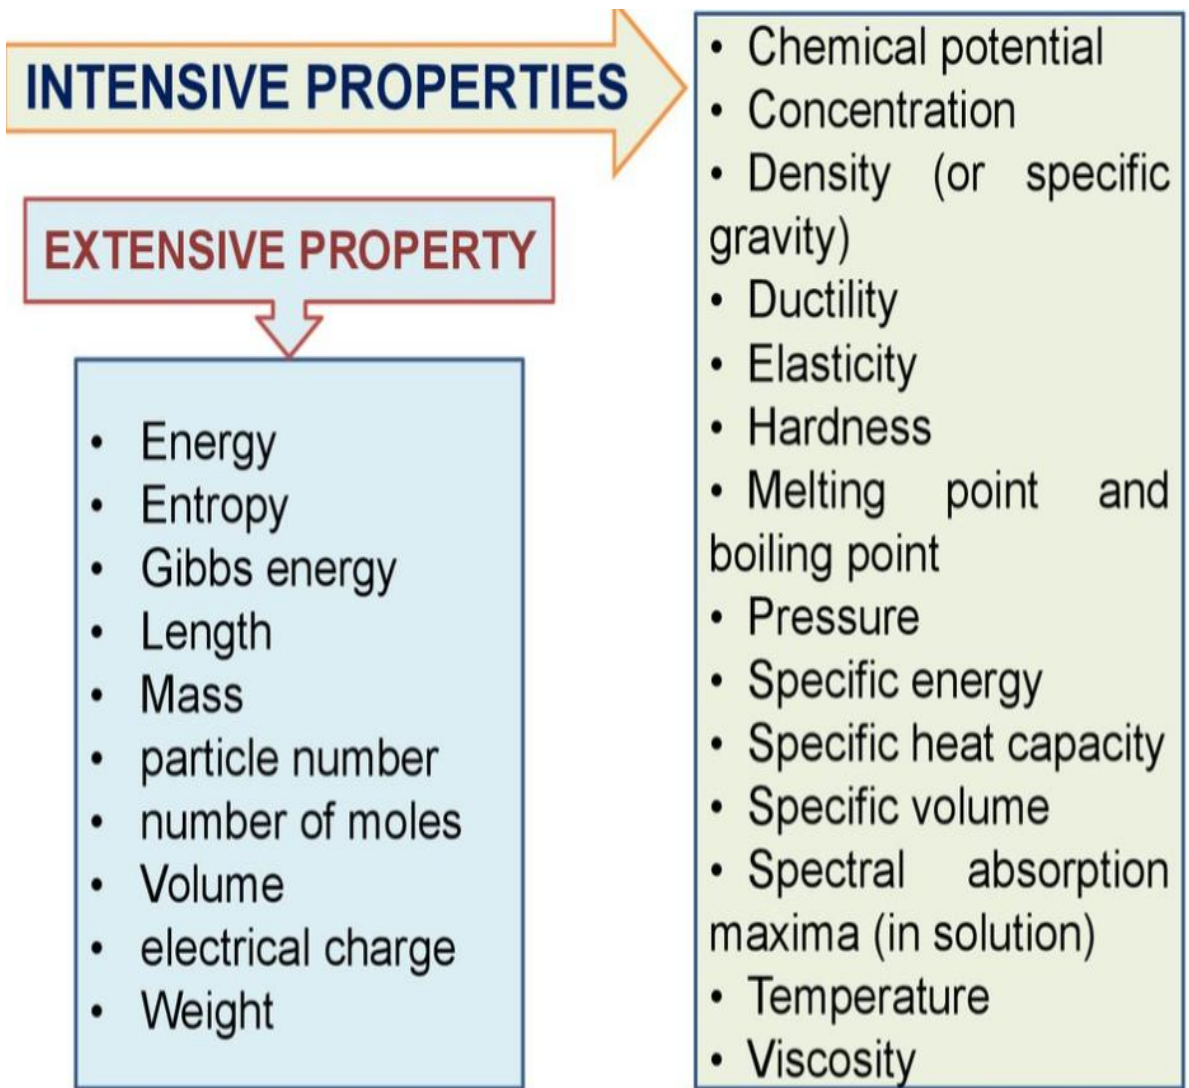 INTENSIVE PROPERTIES
• Chemical potential
• Concentration
• Density (or specific
gravity)
• Ductility
• Elasticity
• Hardness
• Melting point and
boiling point
• Pressure
• Specific energy
• Specific heat capacity
• Specific volume
• Spectral absorption
maxima (in solution)
• Temperature
• Viscosity
EXTENSIVE PROPERTY
• Energy
• Entropy
• Gibbs energy
• Length
• Mass
• particle number
• number of moles
• Volume
• electrical charge
• Weight